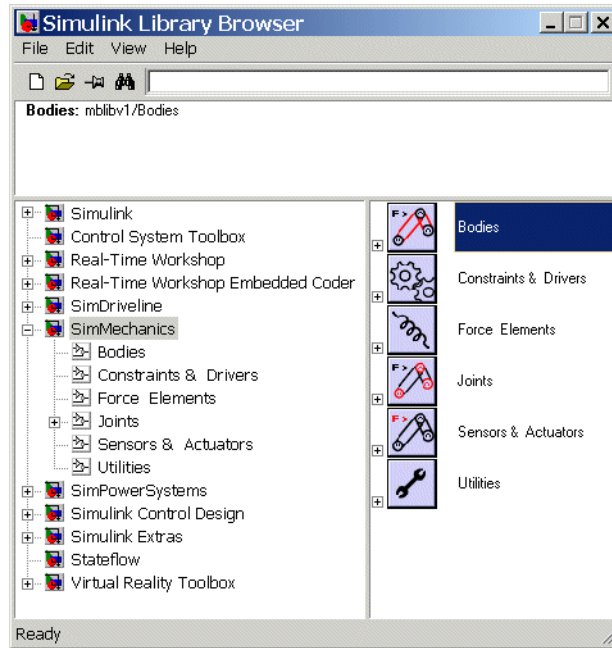 Simulink Library Browser
File Edit View Help
Bodies: mblibv1/Bodies
Simulink
Control System Toolbox
Real-Time Workshop
Real-Time Workshop Embedded Coder
SimDriveline
SimMechanics
Bodies
Constraints & Drivers
Force Elements
Joints
Sensors & Actuators
Utilities
SimPowerSystems
Simulink Control Design
Simulink Extras
Stateflow
Virtual Reality Toolbox
F> Bodies
Constraints & Drivers
Force Elements
F> Joints
F> Sensors & Actuators
Utilities
Ready